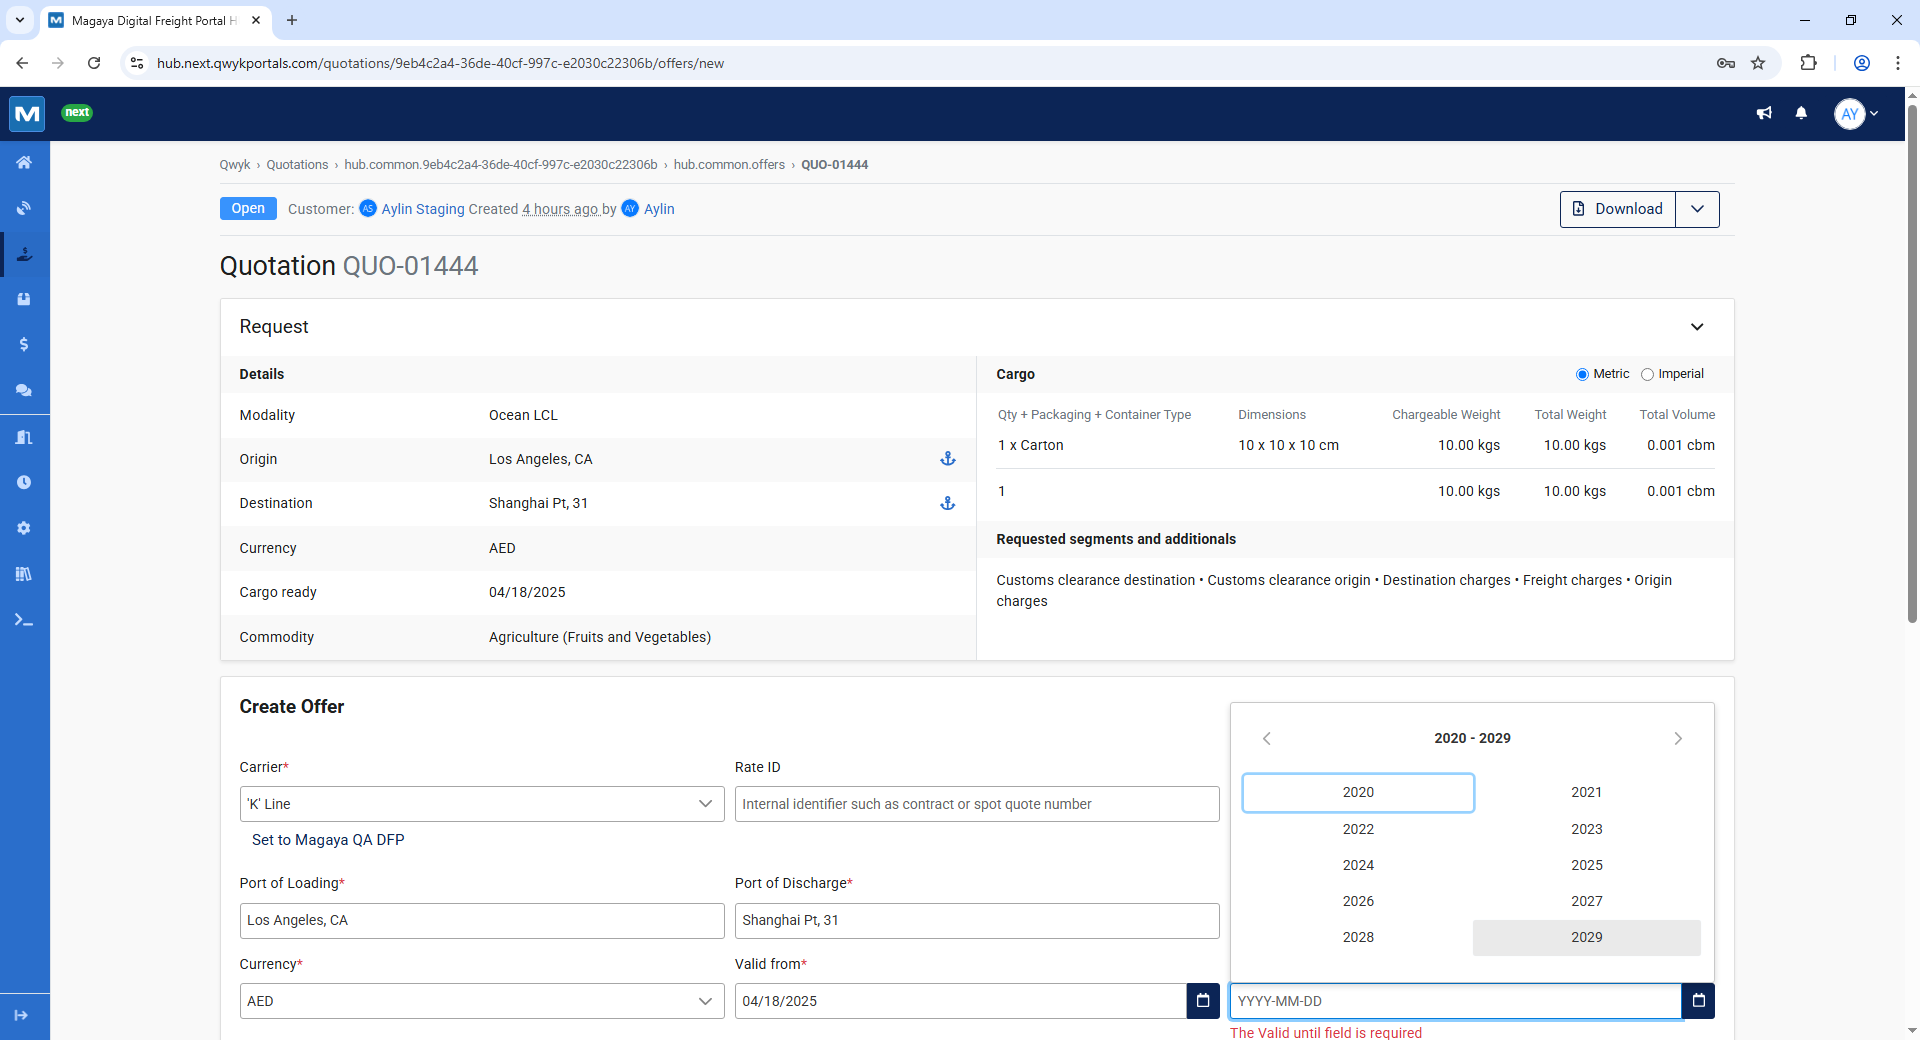 Magaya Digital Freight Portal H
hub.next.qwykportals.com/quotations/9eb4c2a4-36de-40cf-997c-e2030c22306b/offers/new
M next AY
Qwyk › Quotations › hub.common.9eb4c2a4-36de-40cf-997c-e2030c22306b › hub.common.offers › QUO-01444
Open Customer: AS Aylin Staging Created 4 hours ago by AY Aylin Download
Quotation QUO-01444
Request
Details
Modality Ocean LCL
Origin Los Angeles, CA
Destination Shanghai Pt, 31
Currency AED
Cargo ready 04/18/2025
Commodity Agriculture (Fruits and Vegetables)
Cargo Metric Imperial
Qty + Packaging + Container Type Dimensions Chargeable Weight Total Weight Total Volume
1 x Carton 10 x 10 x 10 cm 10.00 kgs 10.00 kgs 0.001 cbm
1 10.00 kgs 10.00 kgs 0.001 cbm
Requested segments and additionals
Customs clearance destination • Customs clearance origin • Destination charges • Freight charges • Origin
charges
Create Offer
Carrier* Rate ID
'K' Line Internal identifier such as contract or spot quote number
Set to Magaya QA DFP
Port of Loading* Port of Discharge*
Los Angeles, CA Shanghai Pt, 31
Currency* Valid from*
AED 04/18/2025
2020 - 2029
2020 2021
2022 2023
2024 2025
2026 2027
2028 2029
YYYY-MM-DD
The Valid until field is required